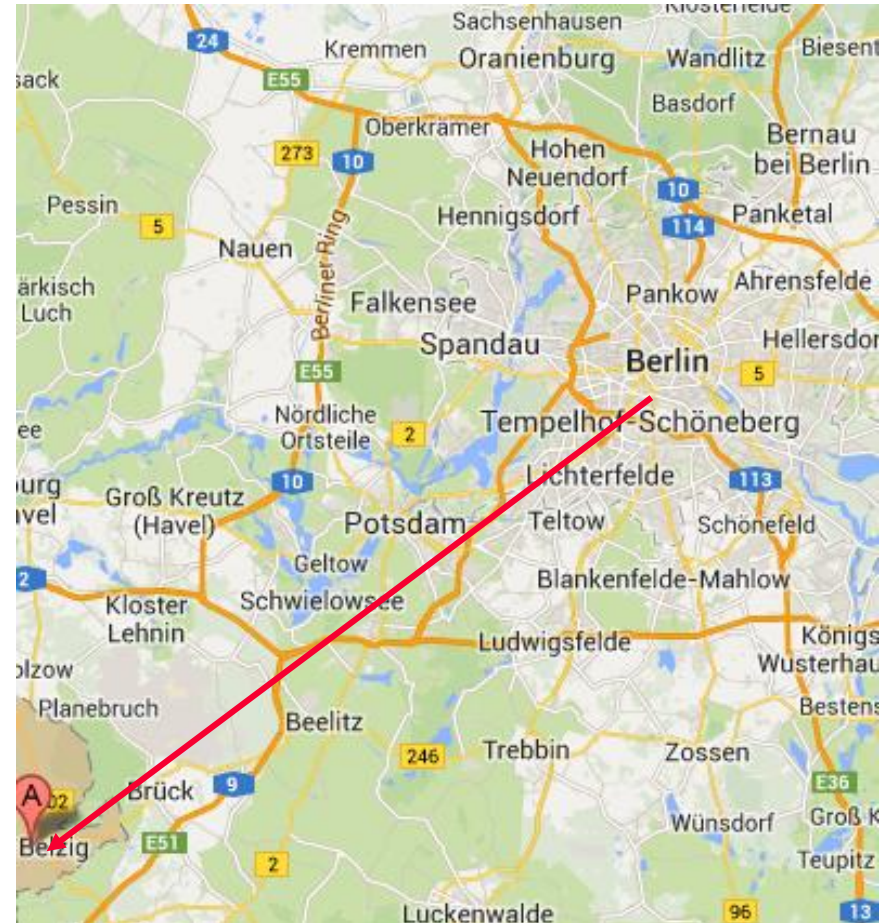 Sachsenhausen
Klosterfelde
24
Kremmen
Oranienburg
Wandlitz
Biesent
sack
E55
Basdorf
Oberkrämer
Bernau
bei Berlin
273
10
Hohen
Neuendorf
10
Pessin
5
Hennigsdorf
114
Panketal
Nauen
Berliner Ring
ärkisch
Luch
Falkensee
Pankow
Ahrensfelde
Spandau
Berlin
Hellersdor
E55
5
Nördliche
Ortsteile
2
Tempelhof-Schöneberg
ee
urg
vel
10
Lichterfelde
113
Groß Kreutz
(Havel)
Potsdam
Teltow
Schönefeld
Geltow
2
Blankenfelde-Mahlow
Kloster
Lehnin
Schwielowsee
Ludwigsfelde
Königs
Wusterhau
olzow
Planebruch
Beelitz
Bestens
246
Trebbin
Zossen
A
02
Brück
9
E36
Belzig
E51
Wünsdorf
Groß K
2
Teupitz
Luckenwalde
96
13